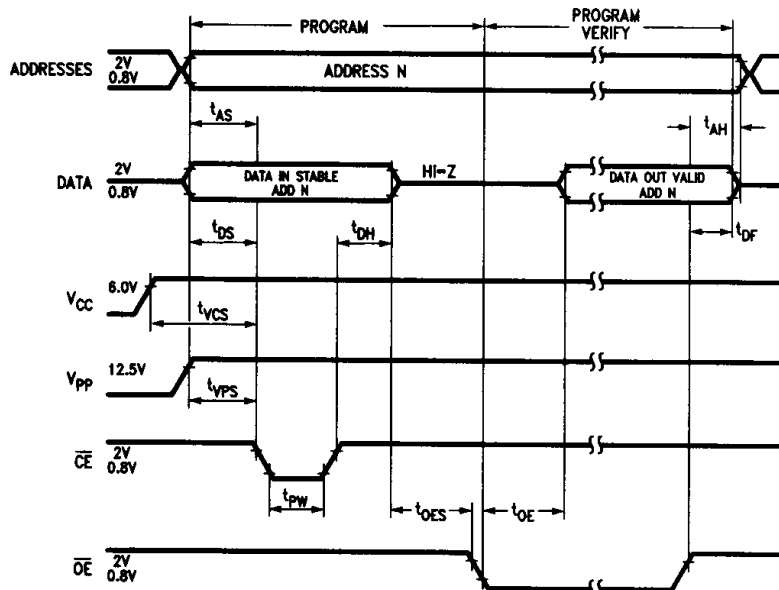 PROGRAM
PROGRAM
VERIFY
ADDRESSES
2V
0.8V
ADDRESS N
tAS
tAH
DATA
2V
0.8V
DATA IN STABLE
ADD N
Hi-Z
DATA OUT VALID
ADD N
tDS
tDH
tDF
VCC
6.0V
tVCS
VPP
12.5V
tVPS
CE
2V
0.8V
tPW
tOES
tOE
OE
2V
0.8V